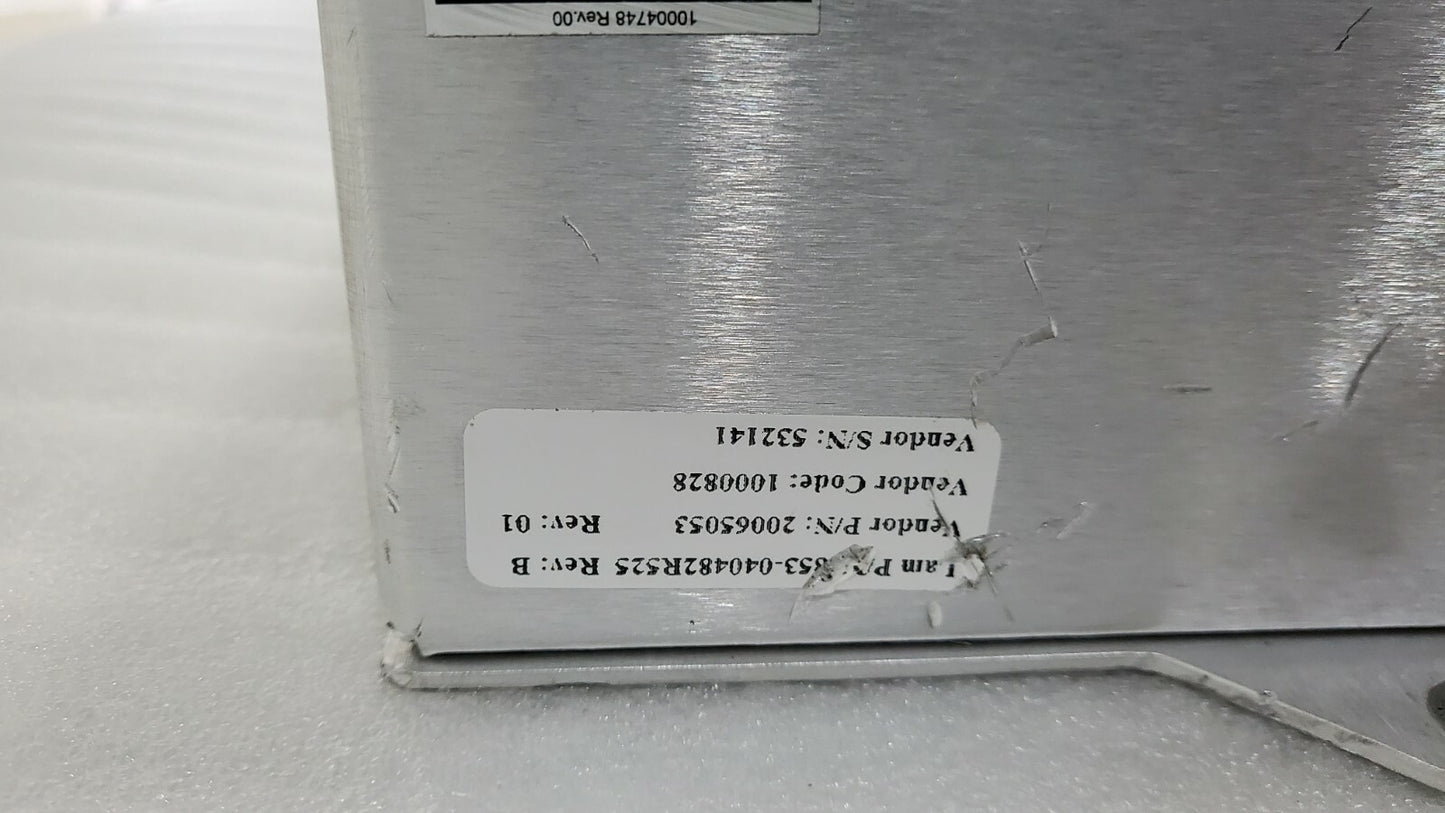 Lam P/N: 853-040482R525 Rev: B
Vendor P/N: 20065053 Rev: 01
Vendor Code: 1000828
Vendor S/N: 532141
10004748 Rev.00